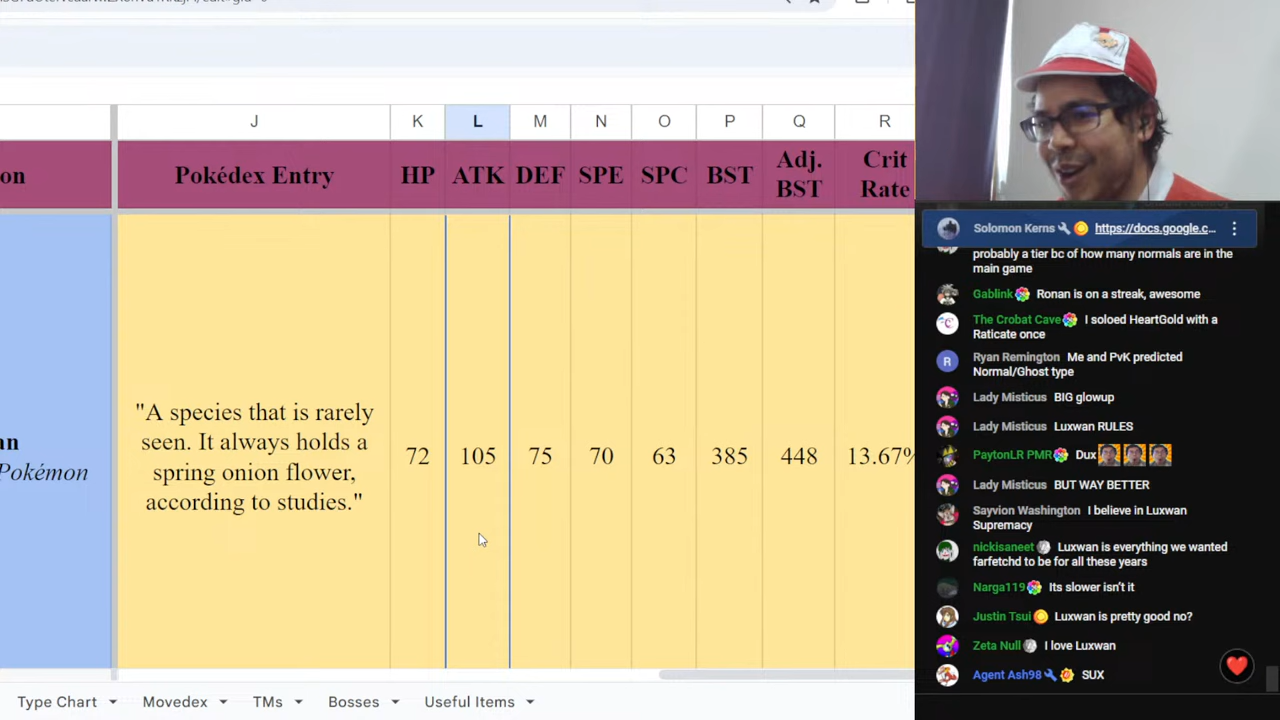 J K L M N O P Q R
on Pokédex Entry HP ATK DEF SPE SPC BST Adj. BST Crit Rate
"A species that is rarely
seen. It always holds a
spring onion flower,
according to studies."
an
Pokémon
72 105 75 70 63 385 448 13.67%
Type Chart Movedex TMs Bosses Useful Items
Solomon Kerns https://docs.google.c...
probably a tier bc of how many normals are in the
main game
Gablink Ronan is on a streak, awesome
The Crobat Cave I soloed HeartGold with a
Raticate once
Ryan Remington Me and PvK predicted
Normal/Ghost type
Lady Misticus BIG glowup
Lady Misticus Luxwan RULES
PaytonLR PMR Dux
Lady Misticus BUT WAY BETTER
Sayvion Washington I believe in Luxwan
Supremacy
nickisaneet Luxwan is everything we wanted
farfetchd to be for all these years
Narga119 Its slower isn't it
Justin Tsui Luxwan is pretty good no?
Zeta Null I love Luxwan
Agent Ash98 SUX